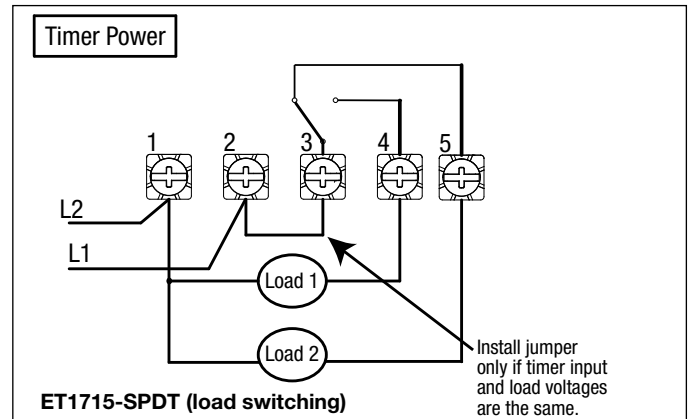 Timer Power
1 2 3 4 5
L2
L1
Load 1
Load 2
Install jumper
only if timer input
and load voltages
are the same.
ET1715-SPDT (load switching)